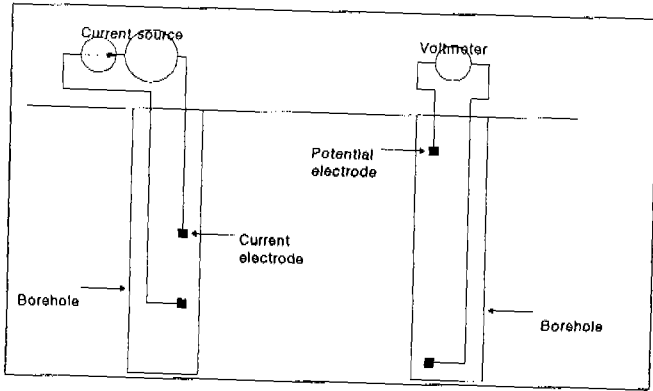 Current source
Voltmeter
Potential
electrode
Current
electrode
Borehole
Borehole